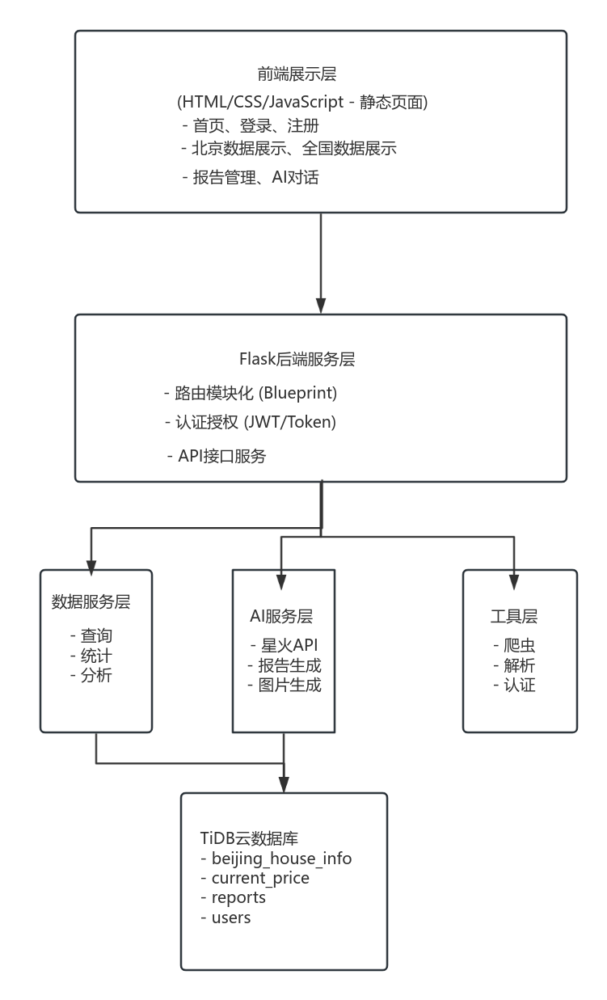 前端展示层
(HTML/CSS/JavaScript - 静态页面)
- 首页、登录、注册
- 北京数据展示、全国数据展示
- 报告管理、AI对话
Flask后端服务层
- 路由模块化 (Blueprint)
- 认证授权 (JWT/Token)
- API接口服务
数据服务层
- 查询
- 统计
- 分析
AI服务层
- 星火API
- 报告生成
- 图片生成
工具层
- 爬虫
- 解析
- 认证
TiDB云数据库
- beijing_house_info
- current_price
- reports
- users